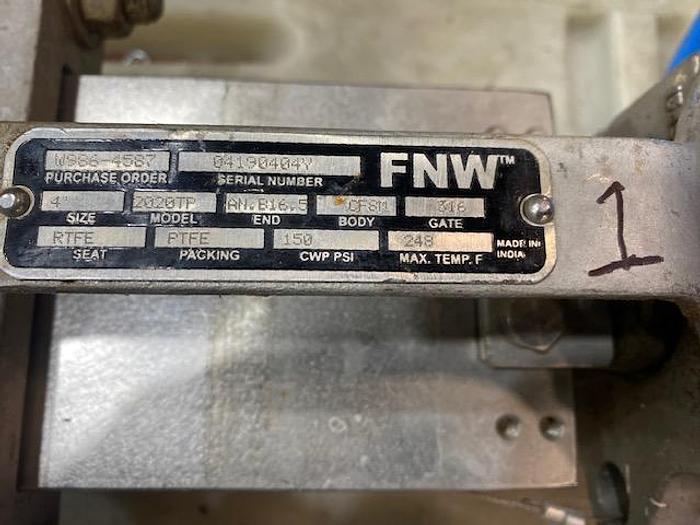 W986-4587 04190404Y FNW™
PURCHASE ORDER SERIAL NUMBER
4" 2020TP AN.B16.5 CF8M 316
SIZE MODEL END BODY GATE
RTFE PTFE 150 248 MADE IN
SEAT PACKING CWP PSI MAX. TEMP. F INDIA
1